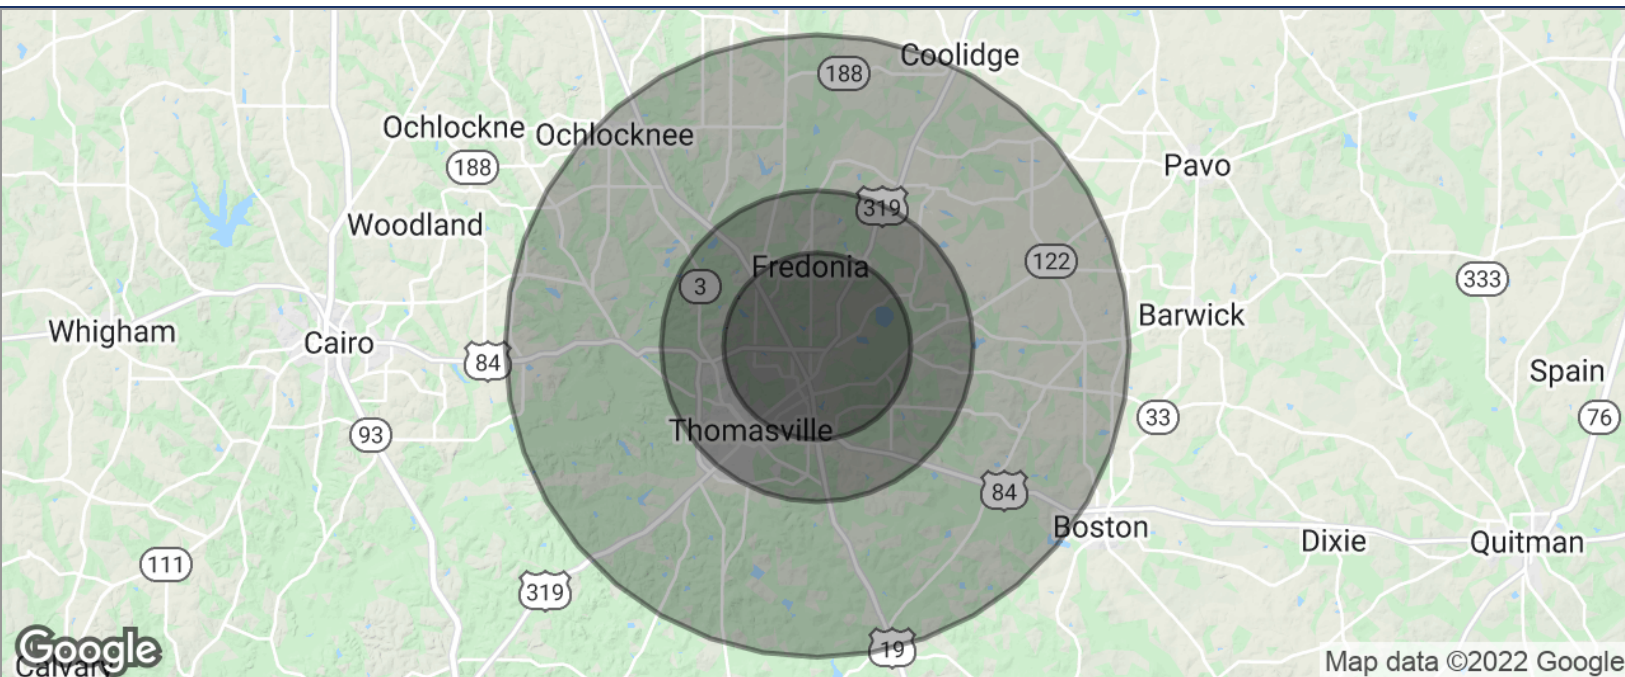 Coolidge
188
Ochlockne
Ochlocknee
188
Pavo
319
Woodland
122
Fredonia
3
333
Barwick
Whigham
Cairo
84
Spain
33
76
Thomasville
93
84
Boston
Dixie
Quitman
111
319
19
Google
Calvary
Map data ©2022 Google